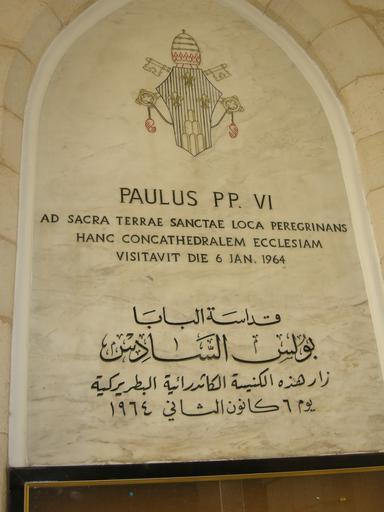 PAULUS PP. VI
AD SACRA TERRAE SANCTAE LOCA PEREGRINANS
HANC CONCATHEDRALEM ECCLESIAM
VISITAVIT DIE 6 JAN. 1964
قداسة البابا
بولس السادس
زار هذه الكنيسة الكاثدرائية البطريركية
يوم ٦ كانون الثاني ١٩٦٤